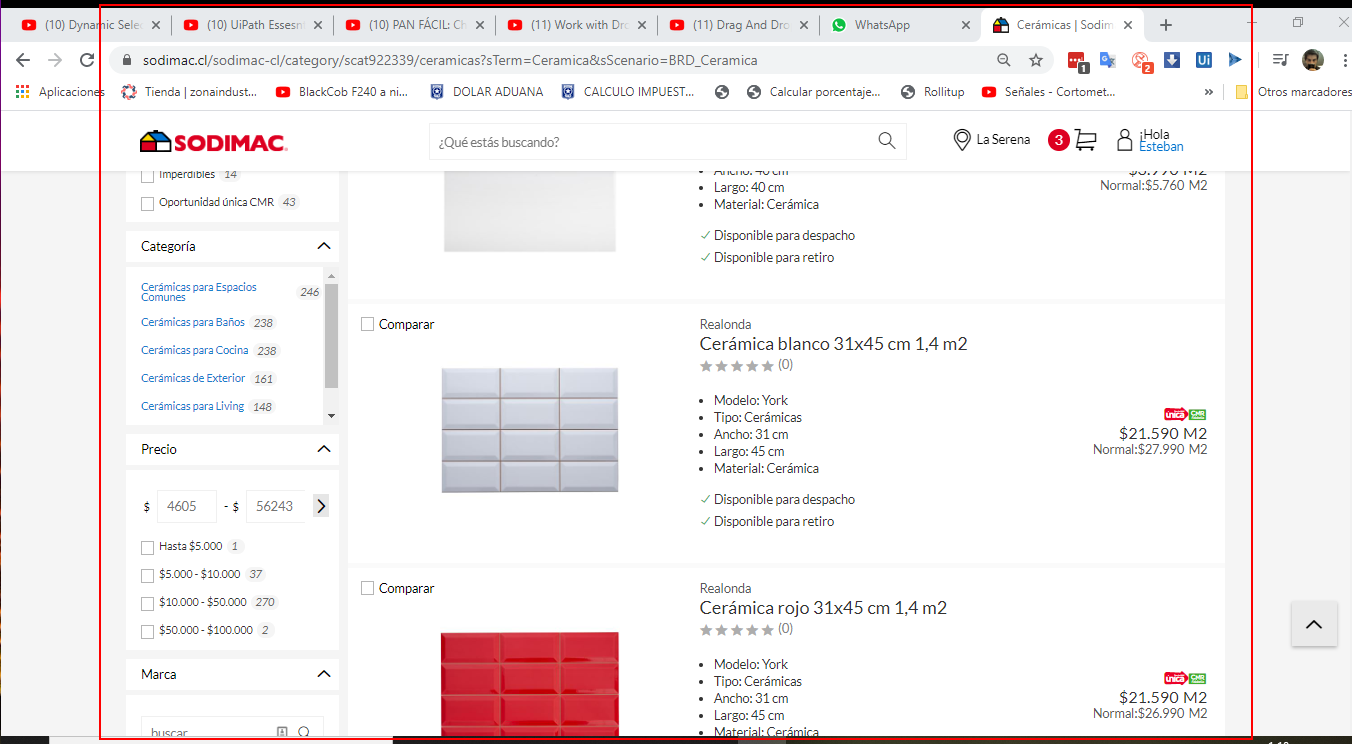 (10) Dynamic Selec
(10) UiPath Essesn
(10) PAN FÁCIL: Ch
(11) Work with Dro
(11) Drag And Dro
WhatsApp
Cerámicas | Sodim
sodimac.cl/sodimac-cl/category/scat922339/ceramicas?sTerm=Ceramica&sScenario=BRD_Ceramica
1
2
Ui
Aplicaciones
Tienda | zonaindust...
BlackCob F240 a ni...
DOLAR ADUANA
CALCULO IMPUEST...
Calcular porcentaje...
Rollitup
Señales - Cortomet...
»
Otros marcadores
SODIMAC
¿Qué estás buscando?
La Serena
3
¡Hola
Esteban
Imperdibles 14
Oportunidad única CMR 43
Categoría
Cerámicas para Espacios
Comunes
246
Cerámicas para Baños 238
Cerámicas para Cocina 238
Cerámicas de Exterior 161
Cerámicas para Living 148
Precio
$ 4605 - $ 56243
Hasta $5.000 1
$5.000 - $10.000 37
$10.000 - $50.000 270
$50.000 - $100.000 2
Marca
buscar
Ancho: 40 cm
Largo: 40 cm
Material: Cerámica
Disponible para despacho
Disponible para retiro
$3.990 M2
Normal:$5.760 M2
Comparar
Realonda
Cerámica blanco 31x45 cm 1,4 m2
(0)
Modelo: York
Tipo: Cerámicas
Ancho: 31 cm
Largo: 45 cm
Material: Cerámica
Disponible para despacho
Disponible para retiro
única CMR
$21.590 M2
Normal:$27.990 M2
Comparar
Realonda
Cerámica rojo 31x45 cm 1,4 m2
(0)
Modelo: York
Tipo: Cerámicas
Ancho: 31 cm
Largo: 45 cm
Material: Cerámica
única CMR
$21.590 M2
Normal:$26.990 M2